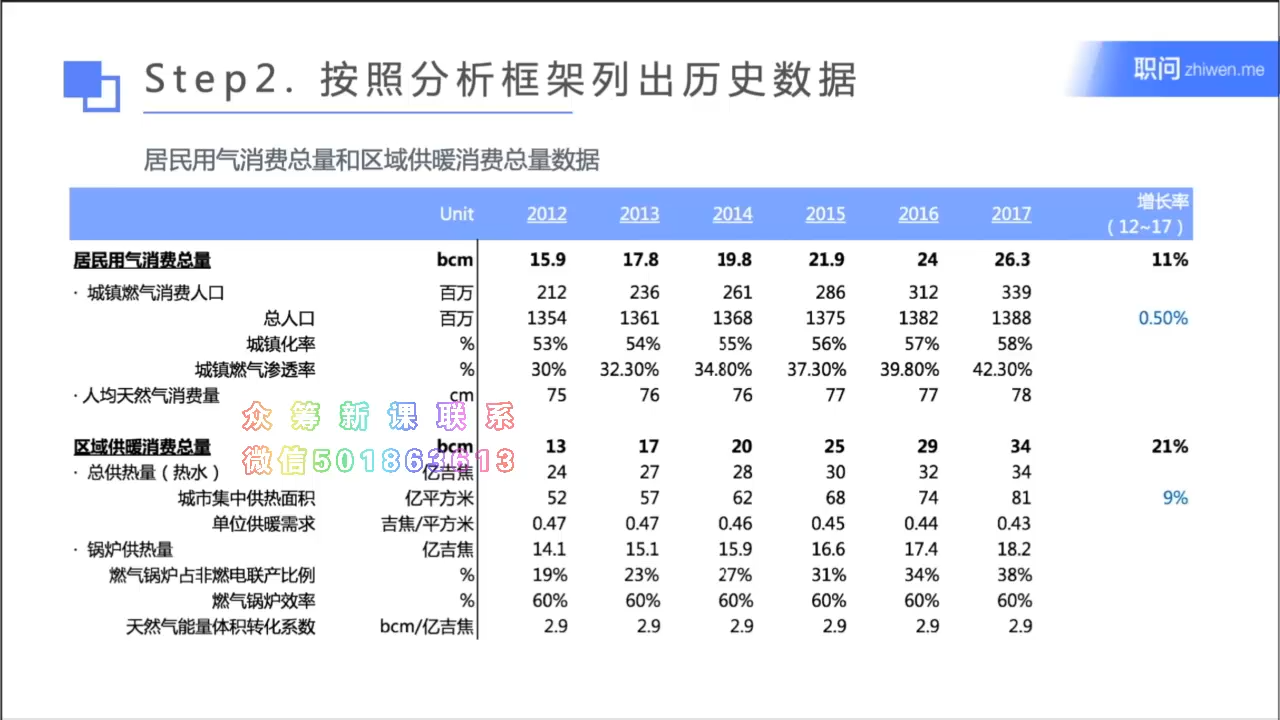 Step2. 按照分析框架列出历史数据
职问 zhiwen.me
居民用气消费总量和区域供暖消费总量数据
Unit 2012 2013 2014 2015 2016 2017 增长率
（12~17）
居民用气消费总量 bcm 15.9 17.8 19.8 21.9 24 26.3 11%
· 城镇燃气消费人口 百万 212 236 261 286 312 339
总人口 百万 1354 1361 1368 1375 1382 1388 0.50%
城镇化率 % 53% 54% 55% 56% 57% 58%
城镇燃气渗透率 % 30% 32.30% 34.80% 37.30% 39.80% 42.30%
· 人均天然气消费量 cm 75 76 76 77 77 78
众筹新课联系
区域供暖消费总量 bcm 13 17 20 25 29 34 21%
微信501863613
· 总供热量（热水） 亿吉焦 24 27 28 30 32 34
城市集中供热面积 亿平方米 52 57 62 68 74 81 9%
单位供暖需求 吉焦/平方米 0.47 0.47 0.46 0.45 0.44 0.43
· 锅炉供热量 亿吉焦 14.1 15.1 15.9 16.6 17.4 18.2
燃气锅炉占非燃电联产比例 % 19% 23% 27% 31% 34% 38%
燃气锅炉效率 % 60% 60% 60% 60% 60% 60%
天然气能量体积转化系数 bcm/亿吉焦 2.9 2.9 2.9 2.9 2.9 2.9